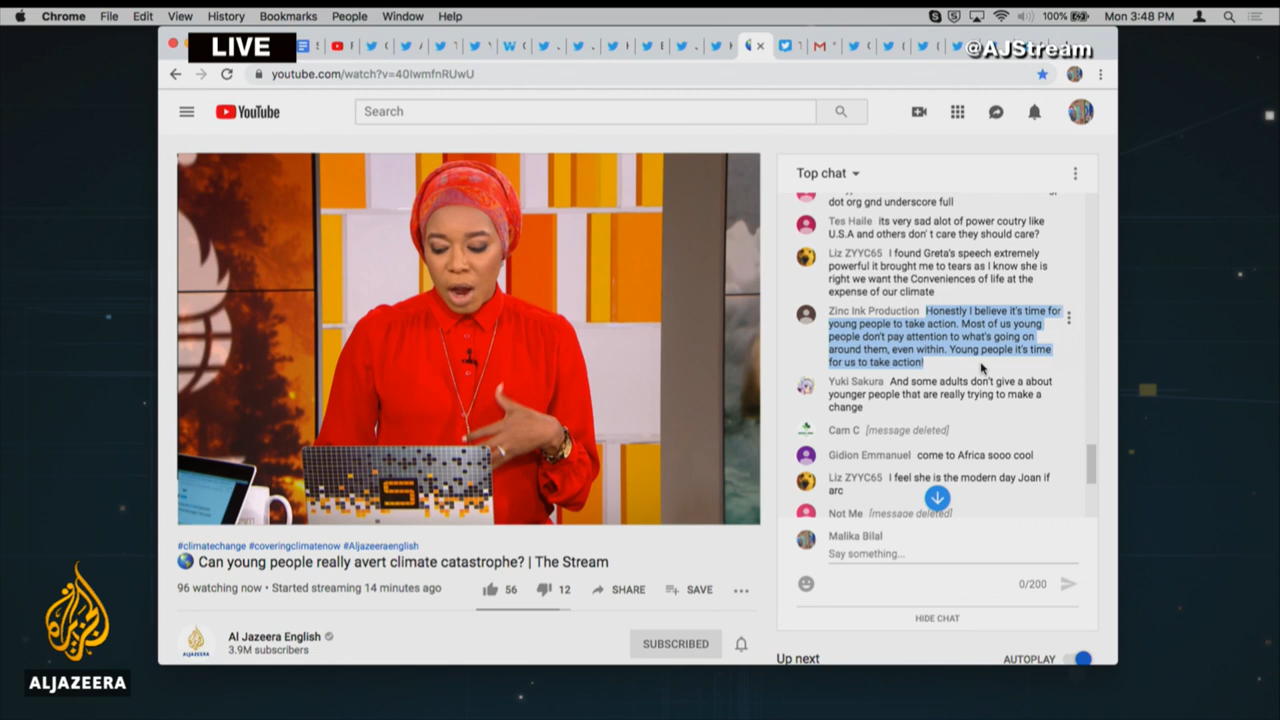 Chrome File Edit View History Bookmarks People Window Help
100% Mon 3:48 PM
LIVE
@AJStream
youtube.com/watch?v=40IwmfnRUwU
YouTube
Search
Top chat
dot org gnd underscore full
Tes Haile its very sad alot of power coutry like
U.S.A and others don' t care they should care?
Liz ZYYC65 I found Greta's speech extremely
powerful it brought me to tears as I know she is
right we want the Conveniences of life at the
expense of our climate
Zinc Ink Production Honestly I believe it's time for
young people to take action. Most of us young
people don't pay attention to what's going on
around them, even within. Young people it's time
for us to take action!
Yuki Sakura And some adults don't give a about
younger people that are really trying to make a
change
Cam C [message deleted]
Gidion Emmanuel come to Africa sooo cool
Liz ZYYC65 I feel she is the modern day Joan if
arc
Not Me [message deleted]
Malika Bilal
Say something...
0/200
HIDE CHAT
#climatechange #coveringclimatenow #Aljazeeraenglish
Can young people really avert climate catastrophe? | The Stream
96 watching now • Started streaming 14 minutes ago
56 12 SHARE SAVE
Al Jazeera English
3.9M subscribers
SUBSCRIBED
Up next
AUTOPLAY
ALJAZEERA
ALJAZEERA